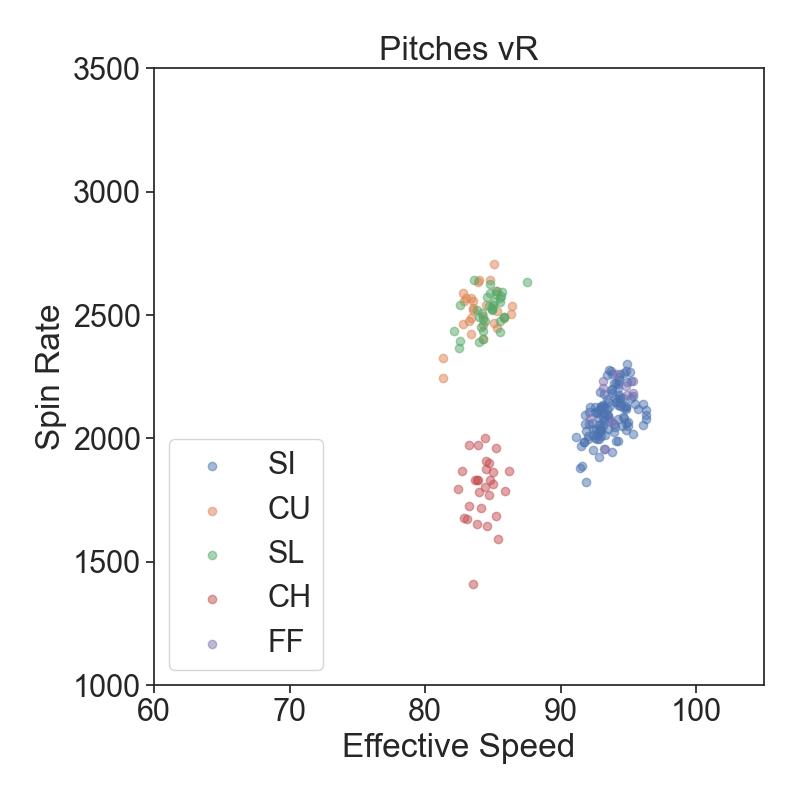 Pitches vR
3500
3000
2500
2000
1500
1000
Spin Rate
SI
CU
SL
CH
FF
60 70 80 90 100
Effective Speed